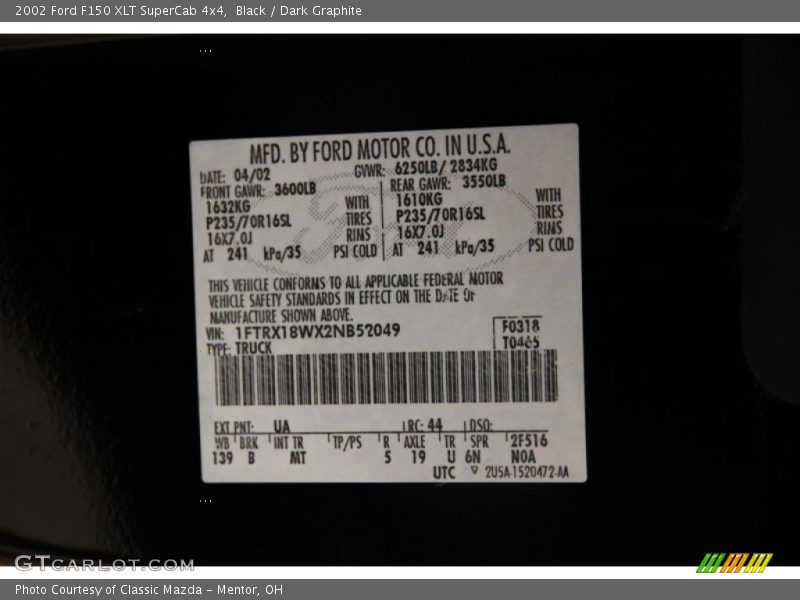 2002 Ford F150 XLT SuperCab 4x4, Black / Dark Graphite
MFD. BY FORD MOTOR CO. IN U.S.A.
DATE: 04/02 GVWR: 6250LB/ 2834KG
FRONT GAWR: 3600LB REAR GAWR: 3550LB
1632KG WITH 1610KG WITH
P235/70R16SL TIRES P235/70R16SL TIRES
16X7.0J RIMS 16X7.0J RIMS
AT 241 kPa/35 PSI COLD AT 241 kPa/35 PSI COLD
THIS VEHICLE CONFORMS TO ALL APPLICABLE FEDERAL MOTOR
VEHICLE SAFETY STANDARDS IN EFFECT ON THE DATE OF
MANUFACTURE SHOWN ABOVE.
VIN: 1FTRX18WX2NB52049 F0318
TYPE: TRUCK T0465
EXT PNT: UA RC: 44 DSO:
WB BRK INT TR TP/PS R AXLE TR SPR 2F516
139 B MT 5 19 U 6N NOA
UTC ▽ 2USA-1520472-AA
GTCARLOT.COM
Photo Courtesy of Classic Mazda - Mentor, OH